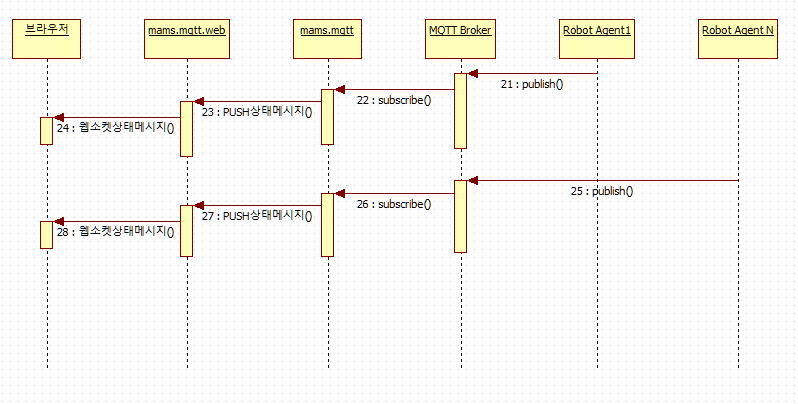 브라우저
mams.mqtt.web
mams.mqtt
MQTT Broker
Robot Agent1
Robot Agent N
21 : publish()
22 : subscribe()
23 : PUSH상태메시지()
24 : 웹소켓상태메시지()
25 : publish()
26 : subscribe()
27 : PUSH상태메시지()
28 : 웹소켓상태메시지()